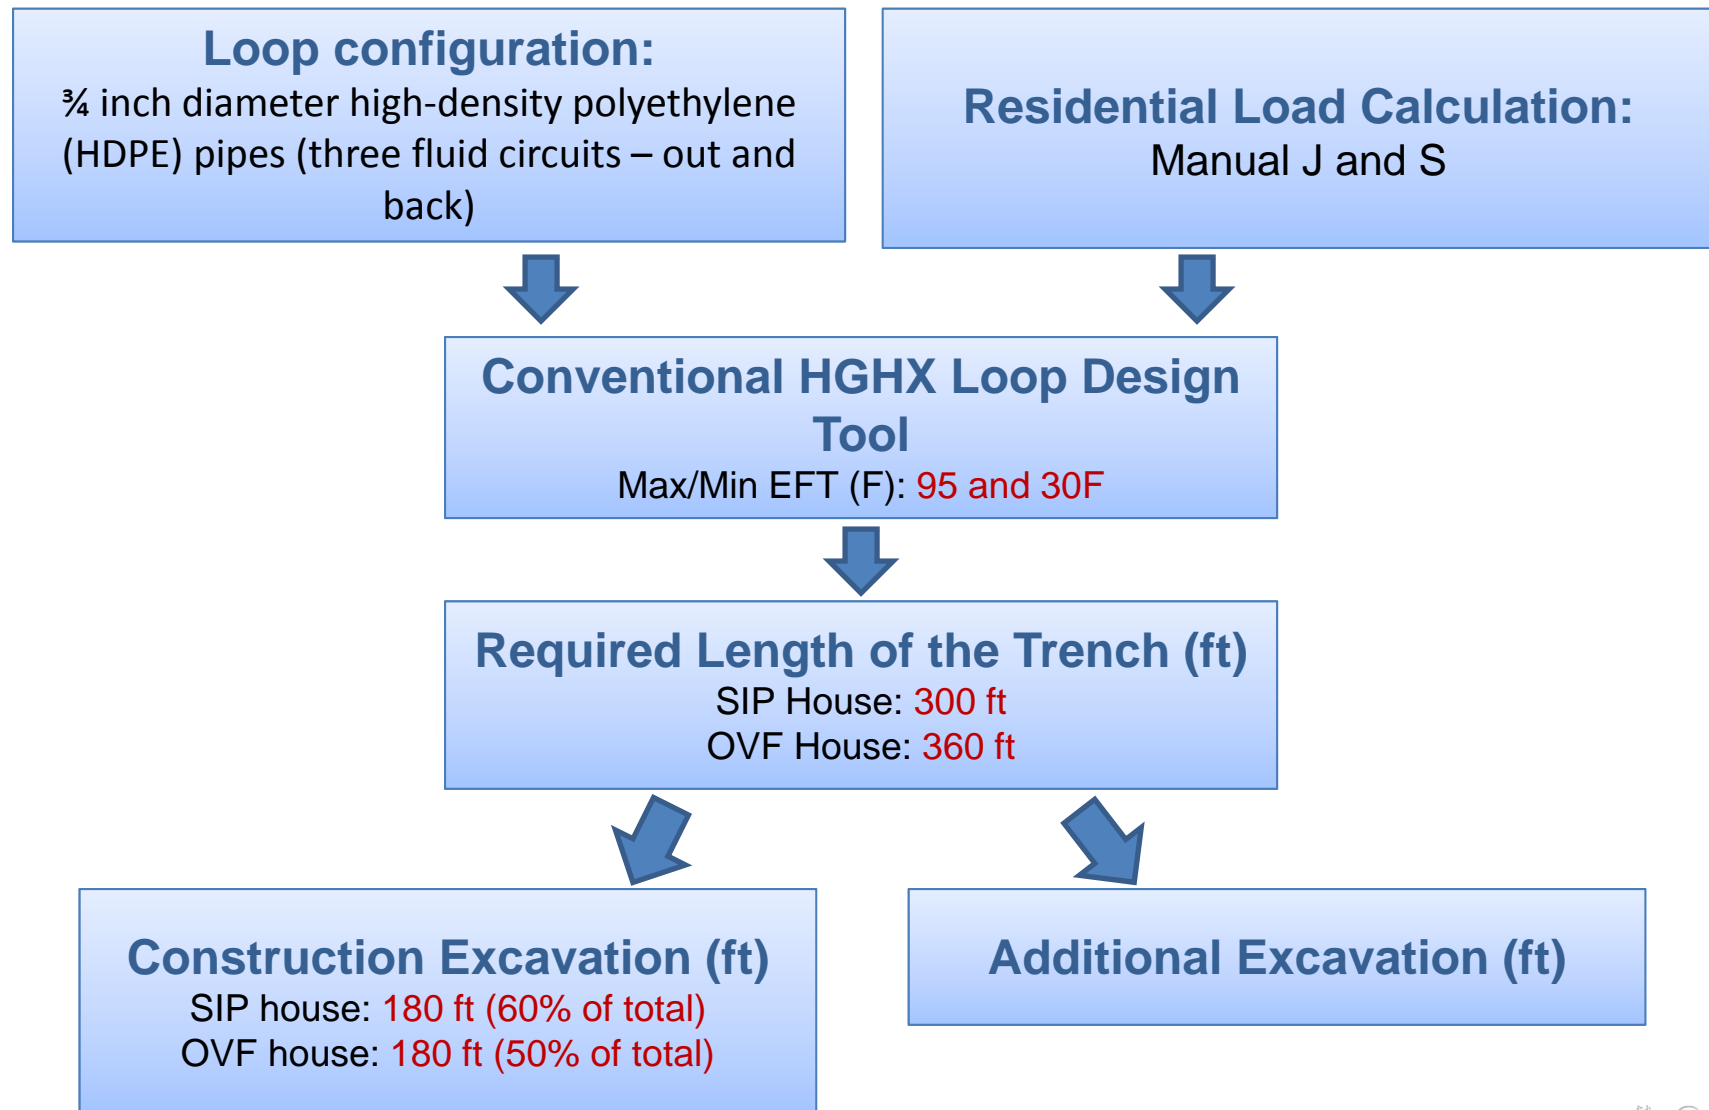 Loop configuration:
¾ inch diameter high-density polyethylene
(HDPE) pipes (three fluid circuits – out and
back)
Residential Load Calculation:
Manual J and S
Conventional HGHX Loop Design
Tool
Max/Min EFT (F): 95 and 30F
Required Length of the Trench (ft)
SIP House: 300 ft
OVF House: 360 ft
Construction Excavation (ft)
SIP house: 180 ft (60% of total)
OVF house: 180 ft (50% of total)
Additional Excavation (ft)